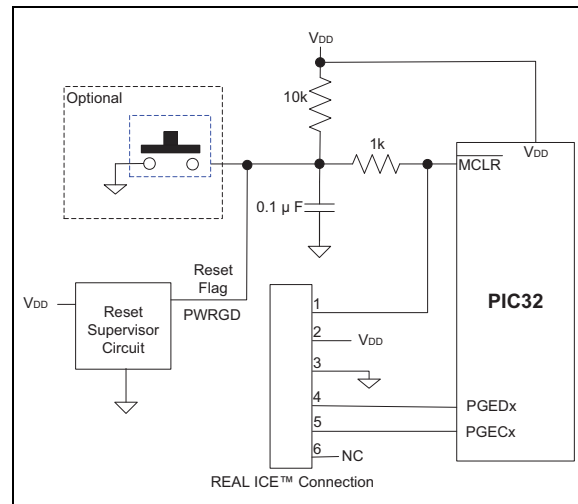 VDD
10k
Optional
1k
VDD
MCLR
0.1 µ F
Reset
Flag
PWRGD
VDD
Reset
Supervisor
Circuit
PIC32
1
2
VDD
3
4
PGEDx
5
PGECx
6
NC
REAL ICE™ Connection